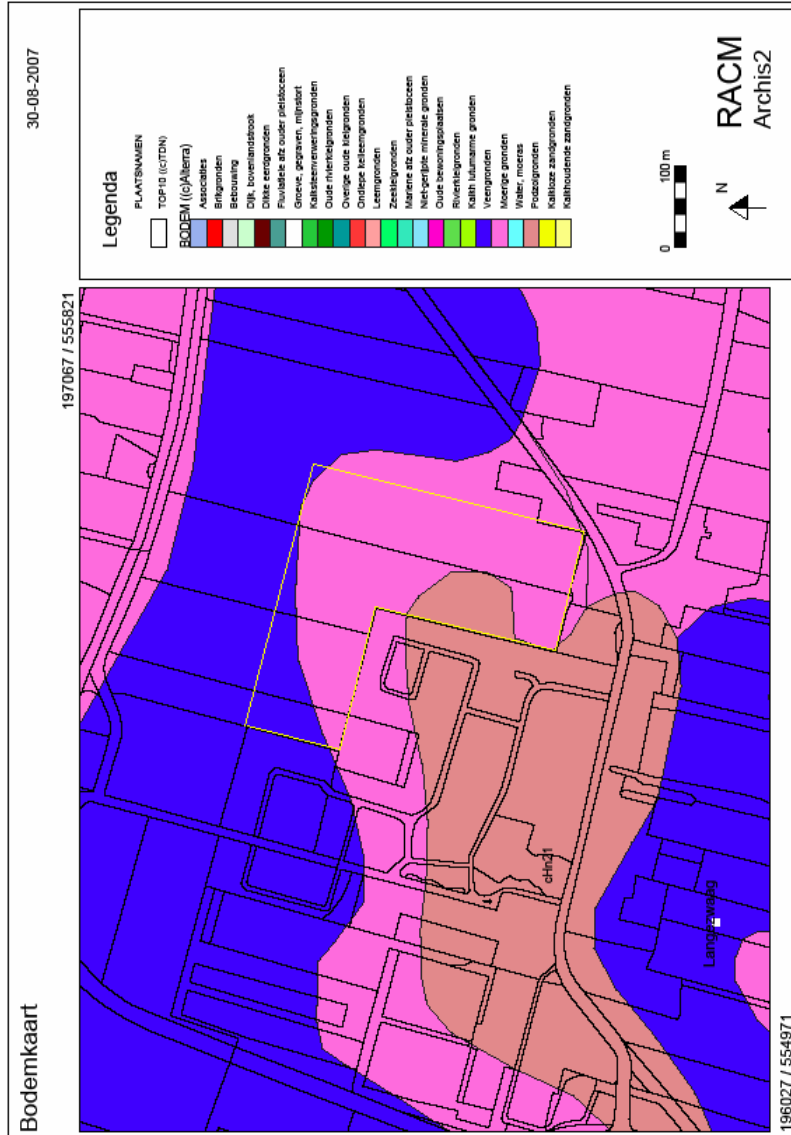 Bodemkaart
30-08-2007
197067 / 555821
cHn21
Langezwaag
196027 / 554971
Legenda
PLAATSNAMEN
TOP10 ((c)TDN)
BODEM ((c)Alterra)
Associaties
Brikgronden
Bebouwing
Dijk, bovenlandstrook
Dikke eerdgronden
Fluviatiele afz ouder pleistoceen
Groeve, gegraven, mijnstort
Kalksteenverweringsgronden
Oude rivierkleigronden
Overige oude kleigronden
Ondiepe keileemgronden
Leemgronden
Zeekleigronden
Mariene afz ouder pleistoceen
Niet-gerijpte minerale gronden
Oude bewoningsplaatsen
Rivierkleigronden
Kalkh lutumarme gronden
Veengronden
Moerige gronden
Water, moeras
Podzolgronden
Kalkloze zandgronden
Kalkhoudende zandgronden
0
100 m
N
RACM
Archis2